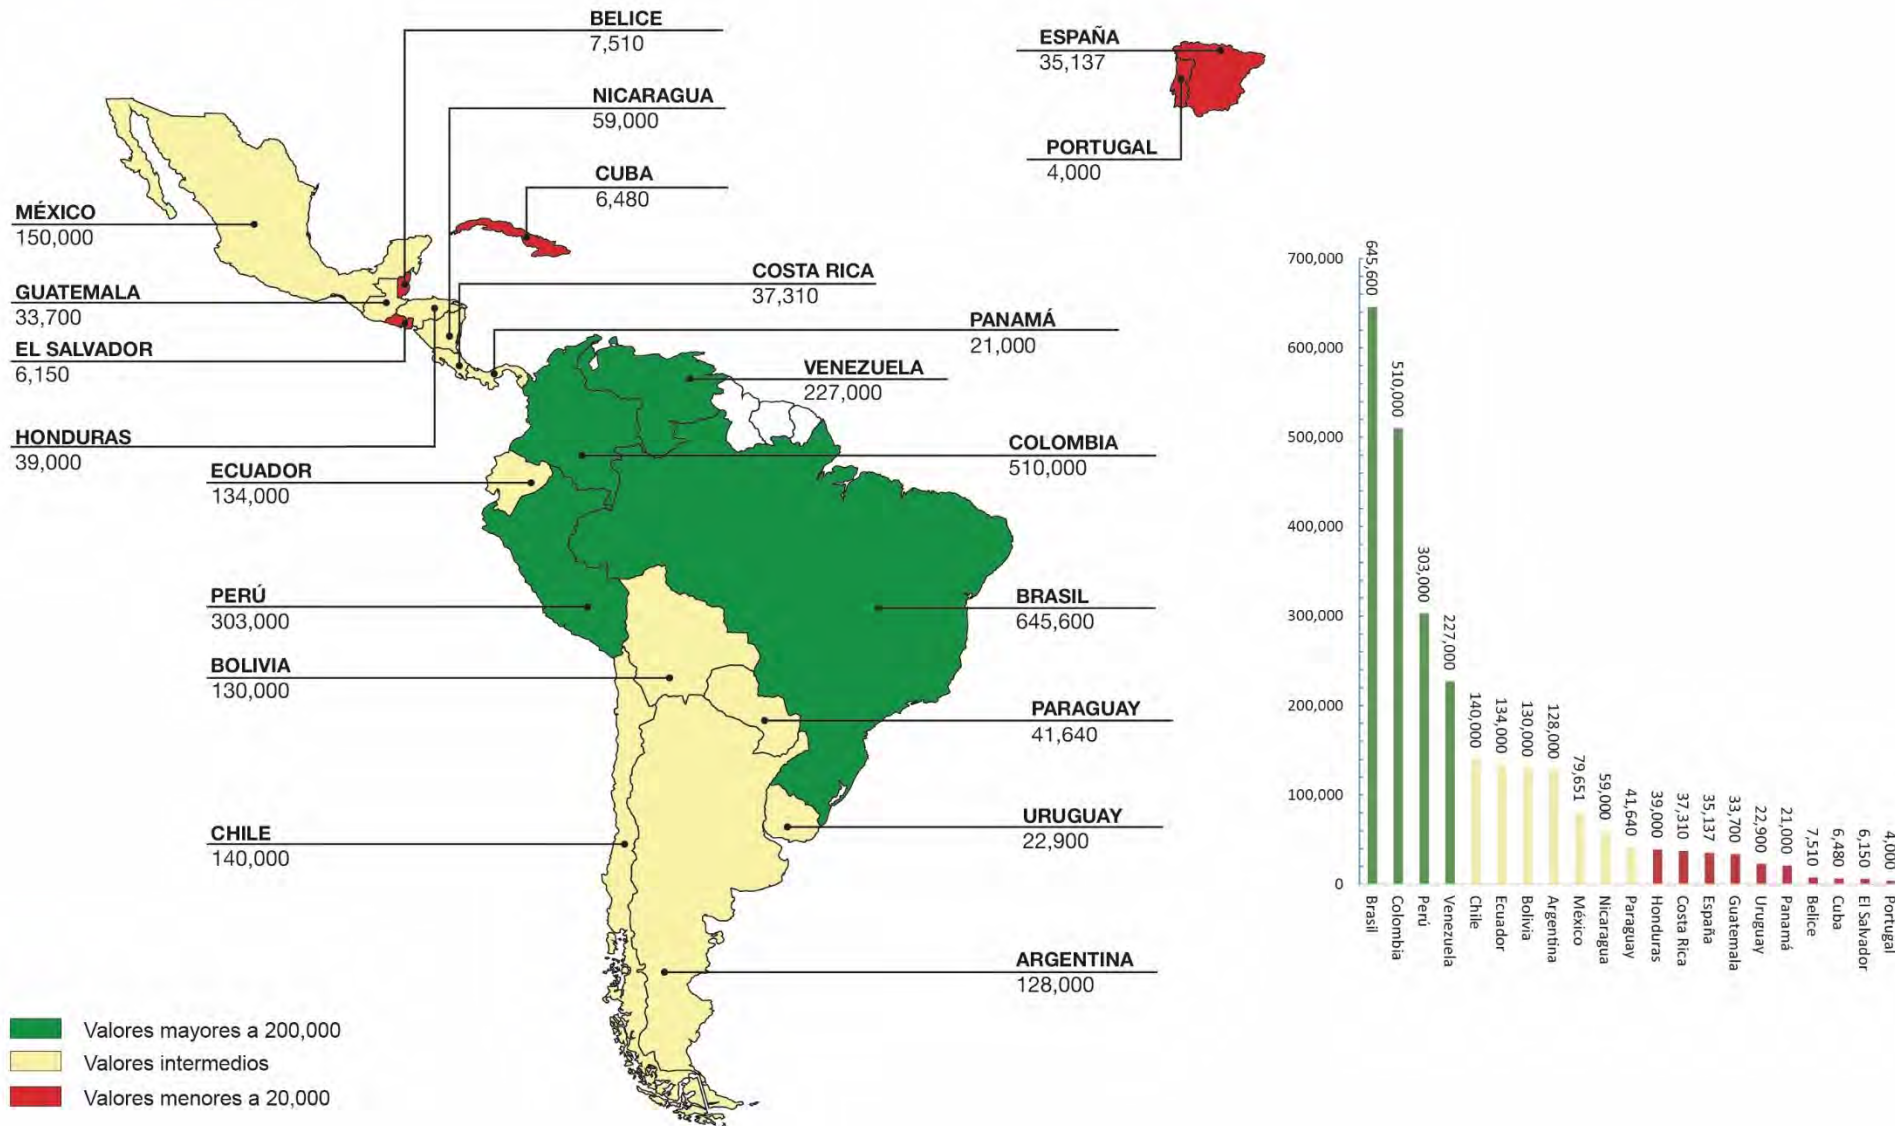 BELICE
7,510
NICARAGUA
59,000
CUBA
6,480
MÉXICO
150,000
GUATEMALA
33,700
EL SALVADOR
6,150
HONDURAS
39,000
COSTA RICA
37,310
PANAMÁ
21,000
VENEZUELA
227,000
COLOMBIA
510,000
ECUADOR
134,000
PERÚ
303,000
BRASIL
645,600
BOLIVIA
130,000
PARAGUAY
41,640
URUGUAY
22,900
CHILE
140,000
ARGENTINA
128,000
ESPAÑA
35,137
PORTUGAL
4,000
Valores mayores a 200,000
Valores intermedios
Valores menores a 20,000
700,000
600,000
500,000
400,000
300,000
200,000
100,000
0
645,600
510,000
303,000
227,000
140,000
134,000
130,000
128,000
79,651
59,000
41,640
39,000
37,310
35,137
33,700
22,900
21,000
7,510
6,480
6,150
4,000
Brasil
Colombia
Perú
Venezuela
Chile
Ecuador
Bolivia
Argentina
México
Nicaragua
Paraguay
Honduras
Costa Rica
España
Guatemala
Uruguay
Panamá
Belice
Cuba
El Salvador
Portugal